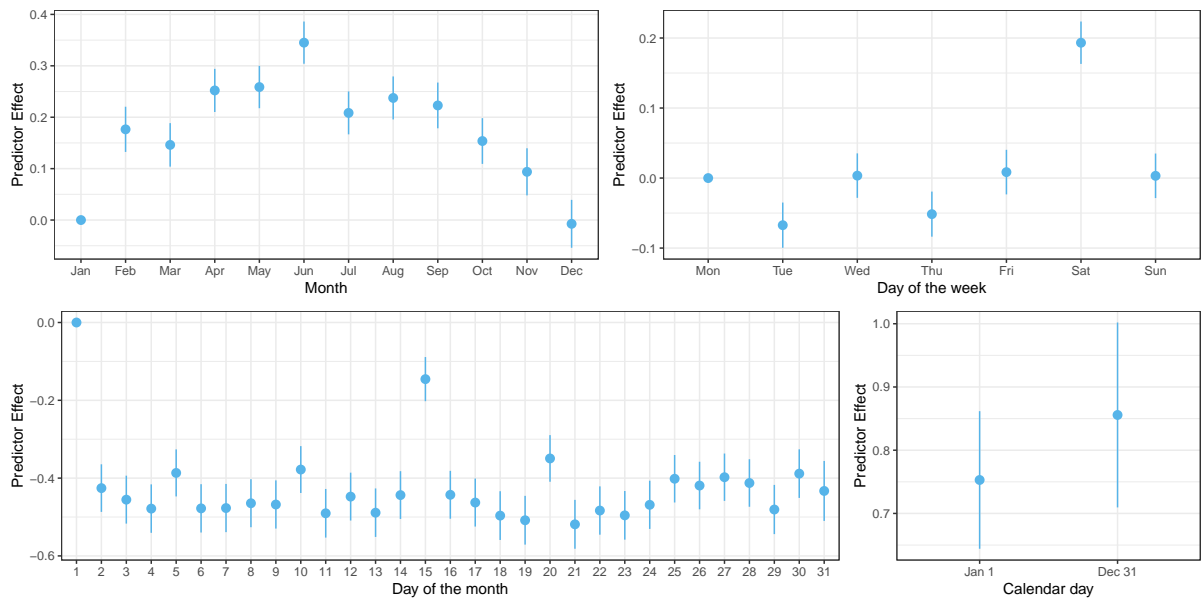 Predictor Effect
0.4
0.3
0.2
0.1
0.0
Jan Feb Mar Apr May Jun Jul Aug Sep Oct Nov Dec
Month
Predictor Effect
0.2
0.1
0.0
−0.1
Mon Tue Wed Thu Fri Sat Sun
Day of the week
Predictor Effect
0.0
−0.2
−0.4
−0.6
1 2 3 4 5 6 7 8 9 10 11 12 13 14 15 16 17 18 19 20 21 22 23 24 25 26 27 28 29 30 31
Day of the month
Predictor Effect
1.0
0.9
0.8
0.7
Jan 1 Dec 31
Calendar day